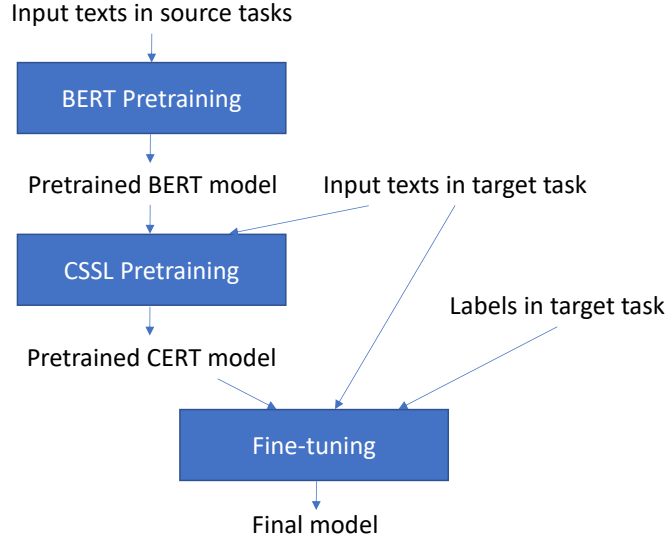 Input texts in source tasks
BERT Pretraining
Pretrained BERT model
Input texts in target task
CSSL Pretraining
Labels in target task
Pretrained CERT model
Fine-tuning
Final model